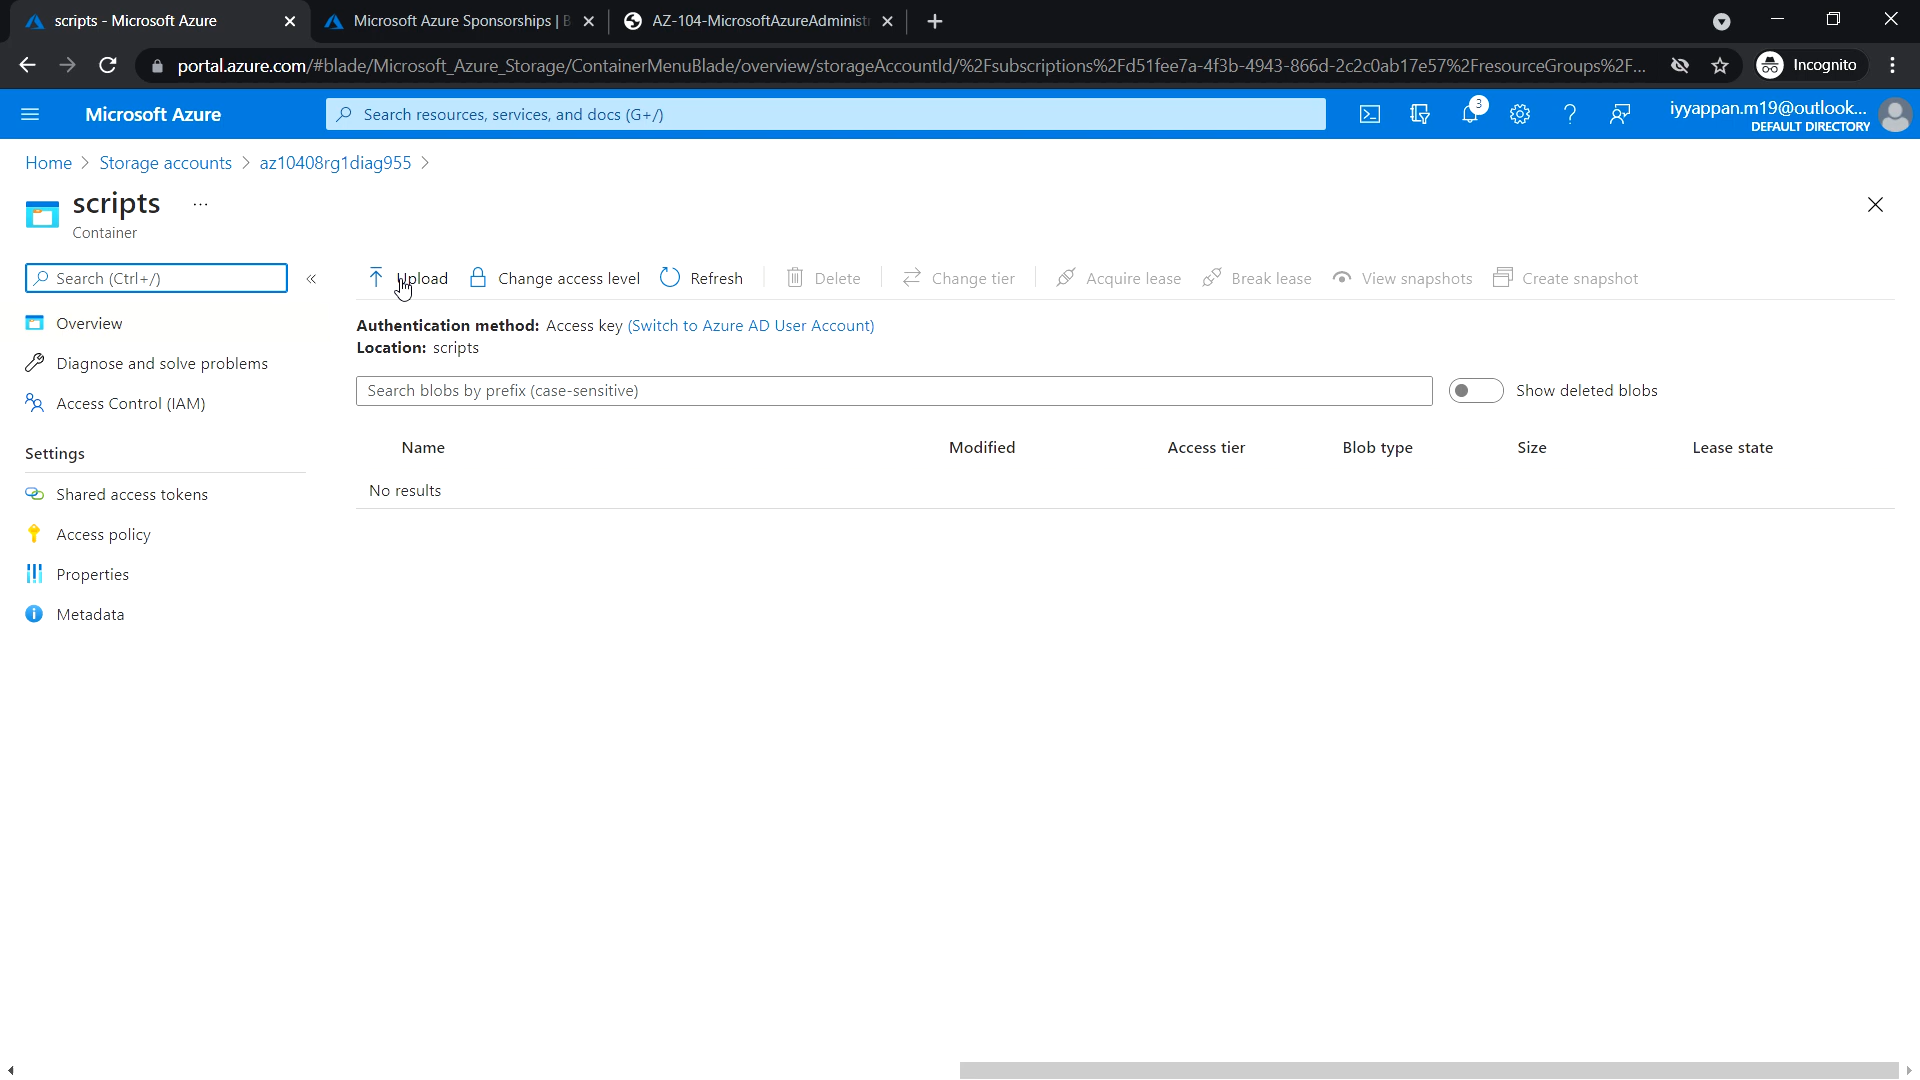 scripts - Microsoft Azure
Microsoft Azure Sponsorships | B
AZ-104-MicrosoftAzureAdminist
portal.azure.com/#blade/Microsoft_Azure_Storage/ContainerMenuBlade/overview/storageAccountId/%2Fsubscriptions%2Fd51fee7a-4f3b-4943-866d-2c2c0ab17e57%2FresourceGroups%2F...
Incognito
Microsoft Azure
Search resources, services, and docs (G+/)
3
iyyappan.m19@outlook...
DEFAULT DIRECTORY
Home > Storage accounts > az10408rg1diag955 >
scripts ...
Container
Search (Ctrl+/)
«
Upload
Change access level
Refresh
Delete
Change tier
Acquire lease
Break lease
View snapshots
Create snapshot
Overview
Diagnose and solve problems
Access Control (IAM)
Settings
Shared access tokens
Access policy
Properties
Metadata
Authentication method: Access key (Switch to Azure AD User Account)
Location: scripts
Search blobs by prefix (case-sensitive)
Show deleted blobs
Name Modified Access tier Blob type Size Lease state
No results